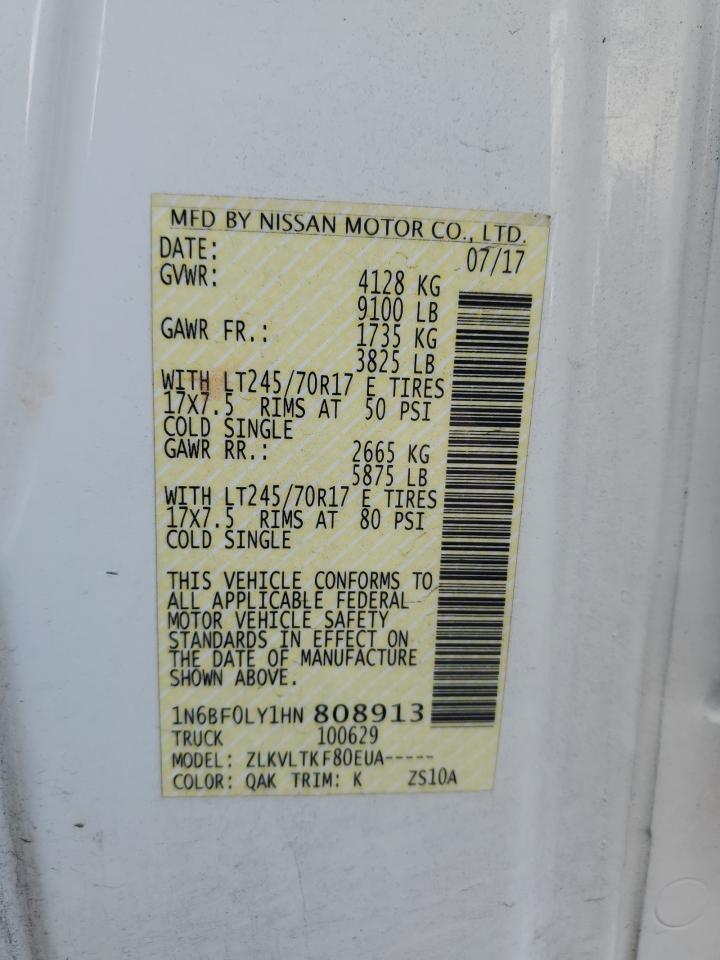 MFD BY NISSAN MOTOR CO., LTD.
DATE: 07/17
GVWR: 4128 KG
9100 LB
GAWR FR.: 1735 KG
3825 LB
WITH LT245/70R17 E TIRES
17X7.5 RIMS AT 50 PSI
COLD SINGLE
GAWR RR.: 2665 KG
5875 LB
WITH LT245/70R17 E TIRES
17X7.5 RIMS AT 80 PSI
COLD SINGLE
THIS VEHICLE CONFORMS TO
ALL APPLICABLE FEDERAL
MOTOR VEHICLE SAFETY
STANDARDS IN EFFECT ON
THE DATE OF MANUFACTURE
SHOWN ABOVE.
1N6BF0LY1HN 808913
TRUCK 100629
MODEL: ZLKVLTKF80EUA-----
COLOR: QAK TRIM: K ZS10A